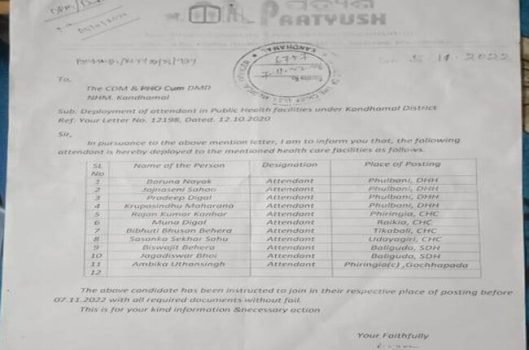 PRATYUSH
5.11.2022
To,
The CDM & PHO Cum DMD
NHM, Kandhamal
Sub. Deployment of attendant in Public Health facilities under Kandhamal District
Ref. Your Letter No. 12198, Dated. 12.10.2020
Sir,
In pursuance to the above mention letter, I am to inform you that, the following
attendant is hereby deployed to the mentioned health care facilities as follows.
SL No Name of the Person Designation Place of Posting
1 Baruna Nayak Attendant Phulbani, DHH
2 Jajnaseni Sahoo Attendant Phulbani, DHH
3 Pradeep Digal Attendant Phulbani, DHH
4 Krupasindhu Maharana Attendant Phulbani, DHH
5 Rajan Kumar Kanhar Attendant Phiringia, CHC
6 Muna Digal Attendant Raikia, CHC
7 Bibhuti Bhusan Behera Attendant Tikabali, CHC
8 Sasanka Sekhar Sahu Attendant Udayagiri, CHC
9 Biswajit Behera Attendant Baliguda, SDH
10 Jagadiswar Bhoi Attendant Baliguda, SDH
11 Ambika Uthansingh Attendant Phiringia(c) ,Gochhapada
12
The above candidate has been instructed to join in their respective place of posting before
07.11.2022 with all required documents without fail.
This is for your kind information &necessary action
Your Faithfully